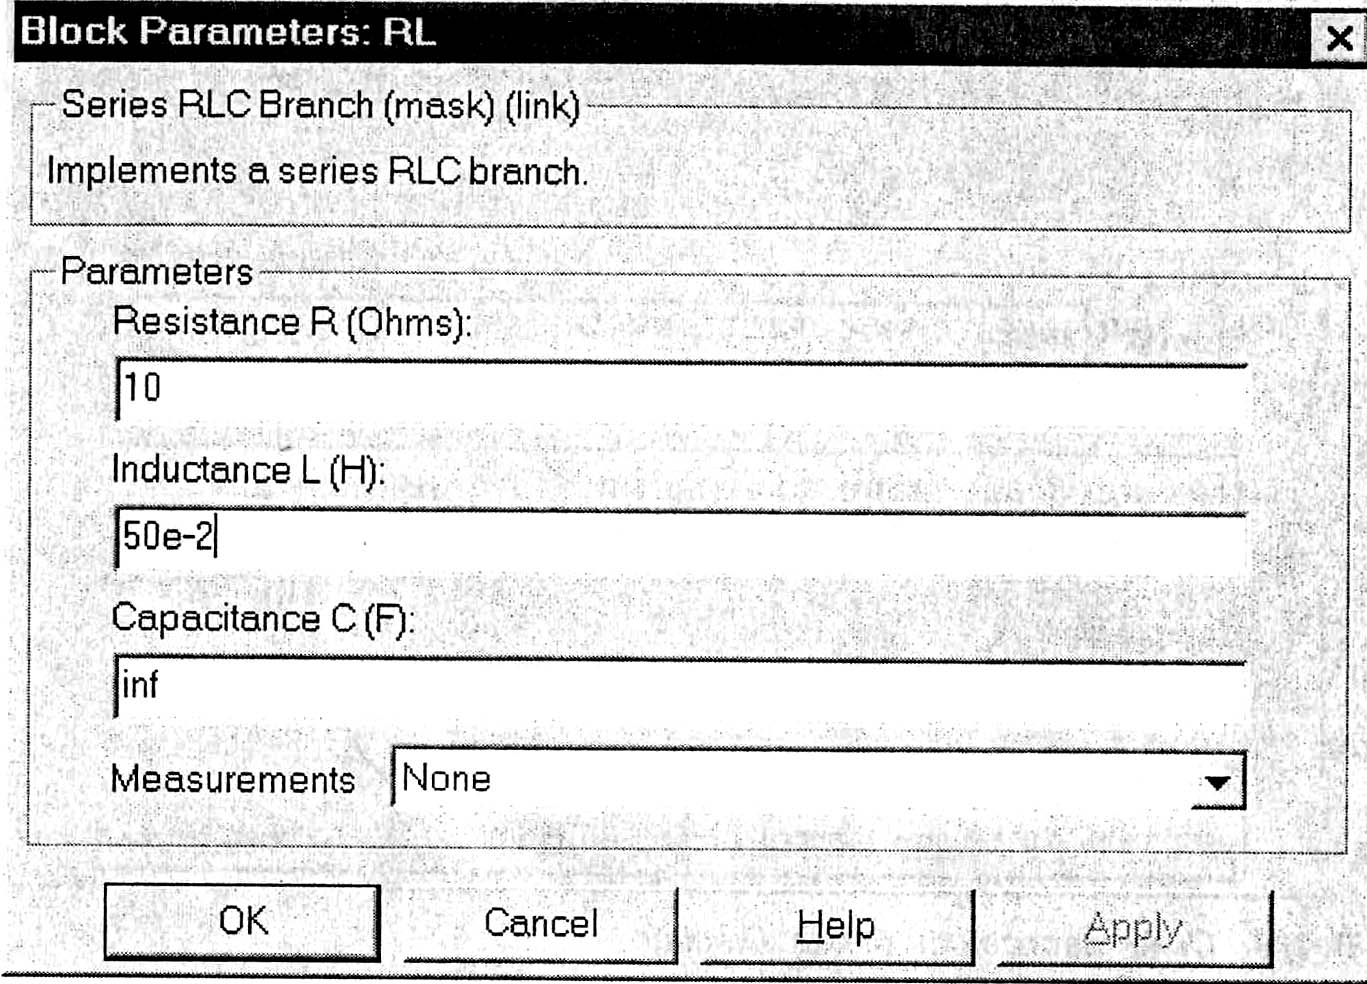 Block Parameters: RL
Series RLC Branch (mask) (link)
Implements a series RLC branch.
Parameters
Resistance R (Ohms):
10
Inductance L (H):
50e-2
Capacitance C (F):
inf
Measurements None
OK Cancel Help Apply